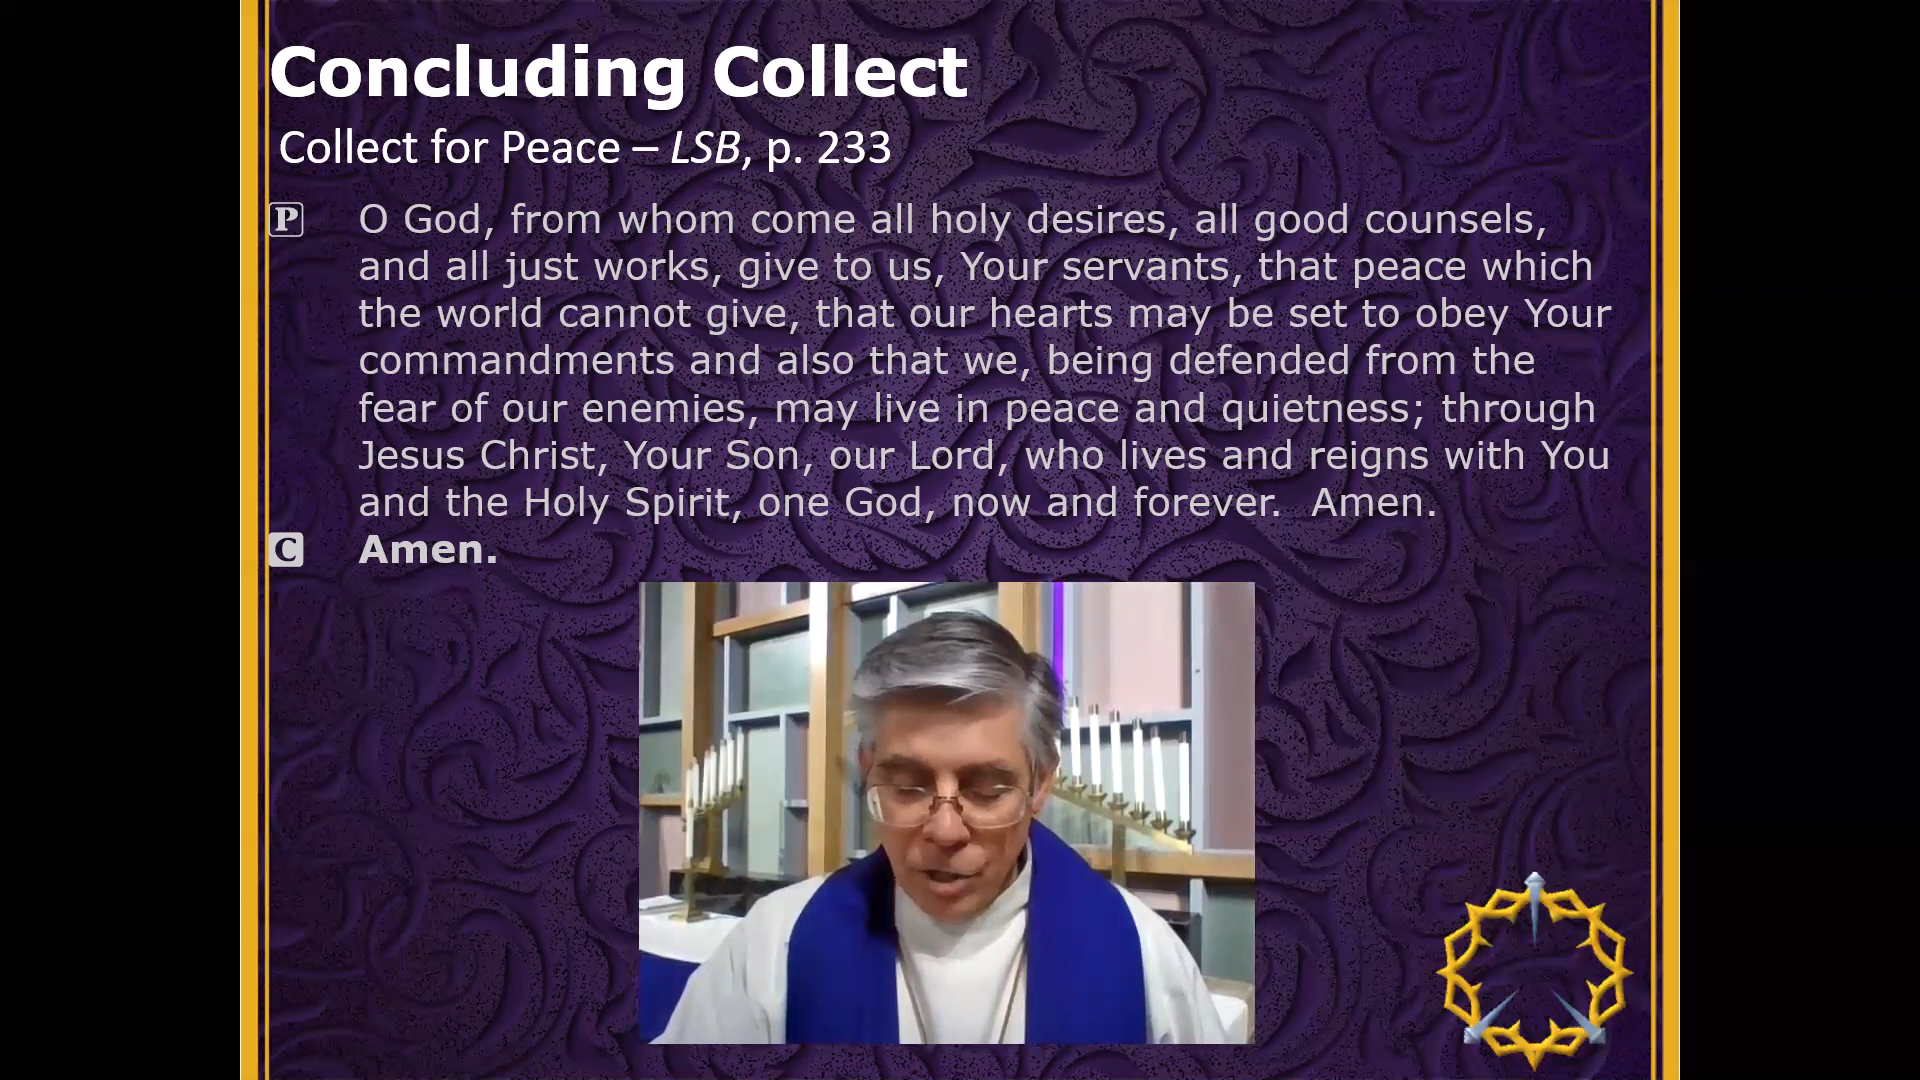 Concluding Collect
Collect for Peace – LSB, p. 233
P O God, from whom come all holy desires, all good counsels,
and all just works, give to us, Your servants, that peace which
the world cannot give, that our hearts may be set to obey Your
commandments and also that we, being defended from the
fear of our enemies, may live in peace and quietness; through
Jesus Christ, Your Son, our Lord, who lives and reigns with You
and the Holy Spirit, one God, now and forever.  Amen.
C Amen.